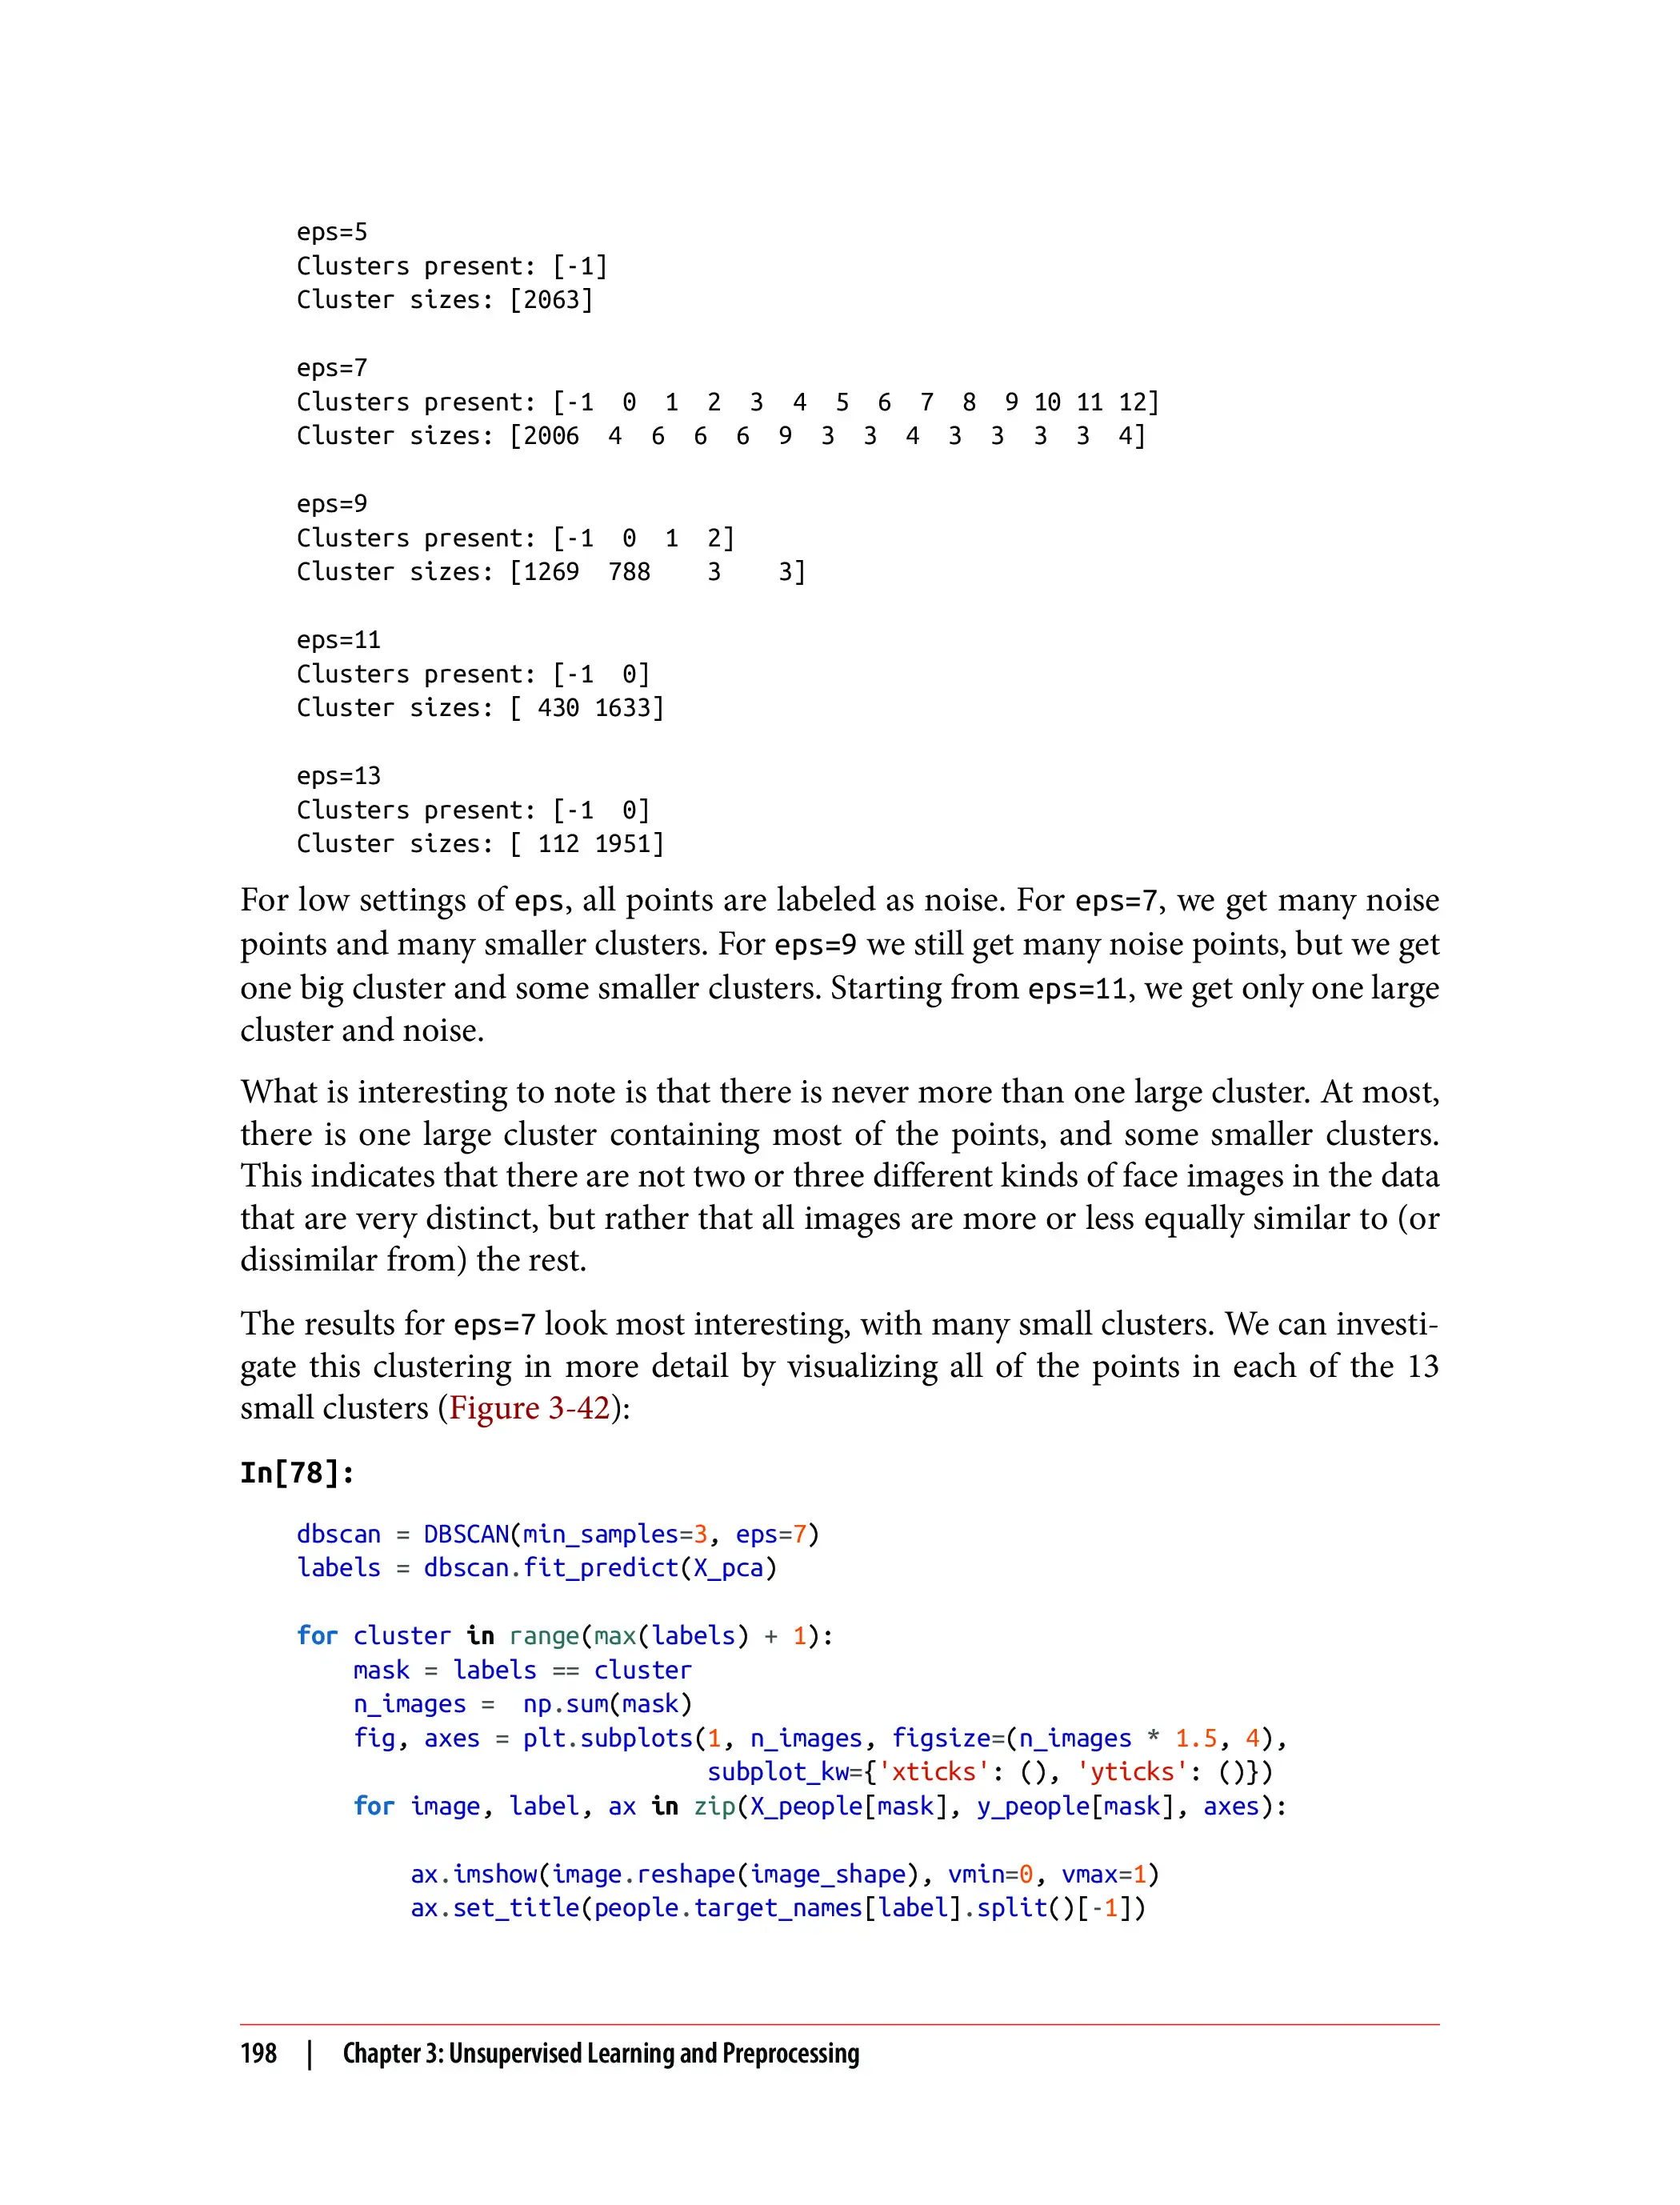 eps=5
Clusters present: [-1]
Cluster sizes: [2063]
eps=7
Clusters present: [-1  0  1  2  3  4  5  6  7  8  9 10 11 12]
Cluster sizes: [2006  4  6  6  6  9  3  3  4  3  3  3  3  4]
eps=9
Clusters present: [-1  0  1  2]
Cluster sizes: [1269  788    3    3]
eps=11
Clusters present: [-1  0]
Cluster sizes: [ 430 1633]
eps=13
Clusters present: [-1  0]
Cluster sizes: [ 112 1951]
For low settings of eps, all points are labeled as noise. For eps=7, we get many noise
points and many smaller clusters. For eps=9 we still get many noise points, but we get
one big cluster and some smaller clusters. Starting from eps=11, we get only one large
cluster and noise.
What is interesting to note is that there is never more than one large cluster. At most,
there is one large cluster containing most of the points, and some smaller clusters.
This indicates that there are not two or three different kinds of face images in the data
that are very distinct, but rather that all images are more or less equally similar to (or
dissimilar from) the rest.
The results for eps=7 look most interesting, with many small clusters. We can investi-
gate this clustering in more detail by visualizing all of the points in each of the 13
small clusters (Figure 3-42):
In[78]:
dbscan = DBSCAN(min_samples=3, eps=7)
labels = dbscan.fit_predict(X_pca)
for cluster in range(max(labels) + 1):
    mask = labels == cluster
    n_images =  np.sum(mask)
    fig, axes = plt.subplots(1, n_images, figsize=(n_images * 1.5, 4),
                             subplot_kw={'xticks': (), 'yticks': ()})
    for image, label, ax in zip(X_people[mask], y_people[mask], axes):
        ax.imshow(image.reshape(image_shape), vmin=0, vmax=1)
        ax.set_title(people.target_names[label].split()[-1])
198 | Chapter 3: Unsupervised Learning and Preprocessing